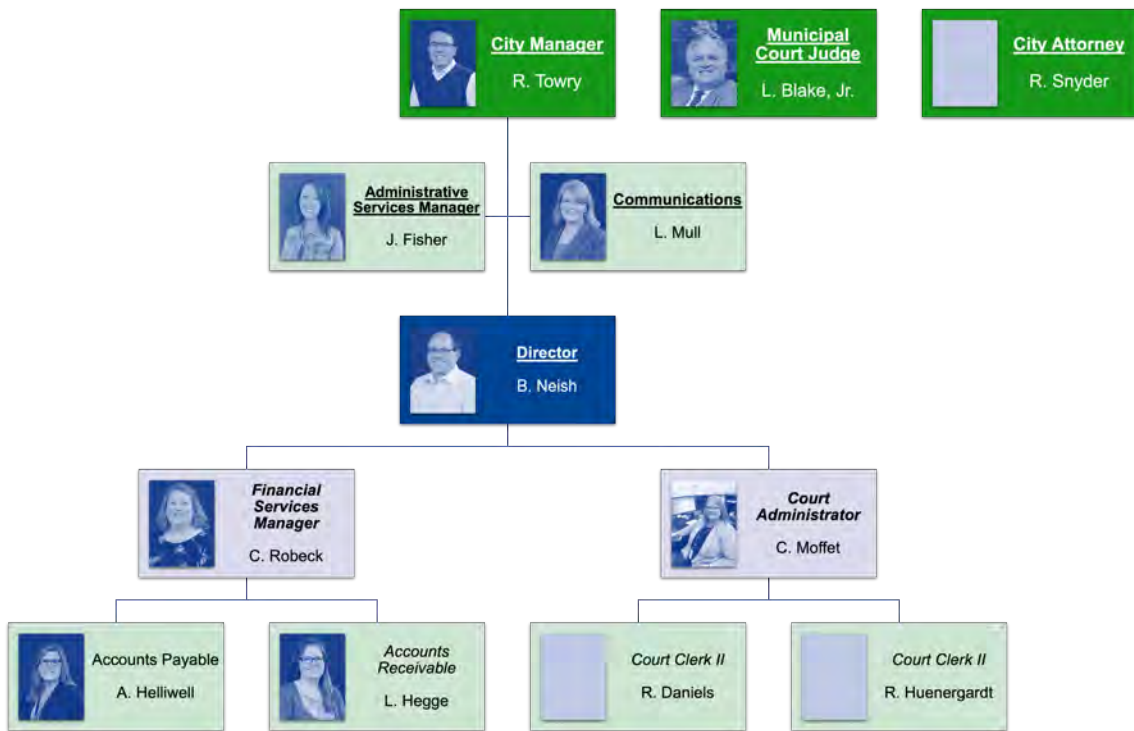 City Manager
R. Towry
Municipal
Court Judge
L. Blake, Jr.
City Attorney
R. Snyder
Administrative
Services Manager
J. Fisher
Communications
L. Mull
Director
B. Neish
Financial
Services
Manager
C. Robeck
Court
Administrator
C. Moffet
Accounts Payable
A. Helliwell
Accounts
Receivable
L. Hegge
Court Clerk II
R. Daniels
Court Clerk II
R. Huenergardt